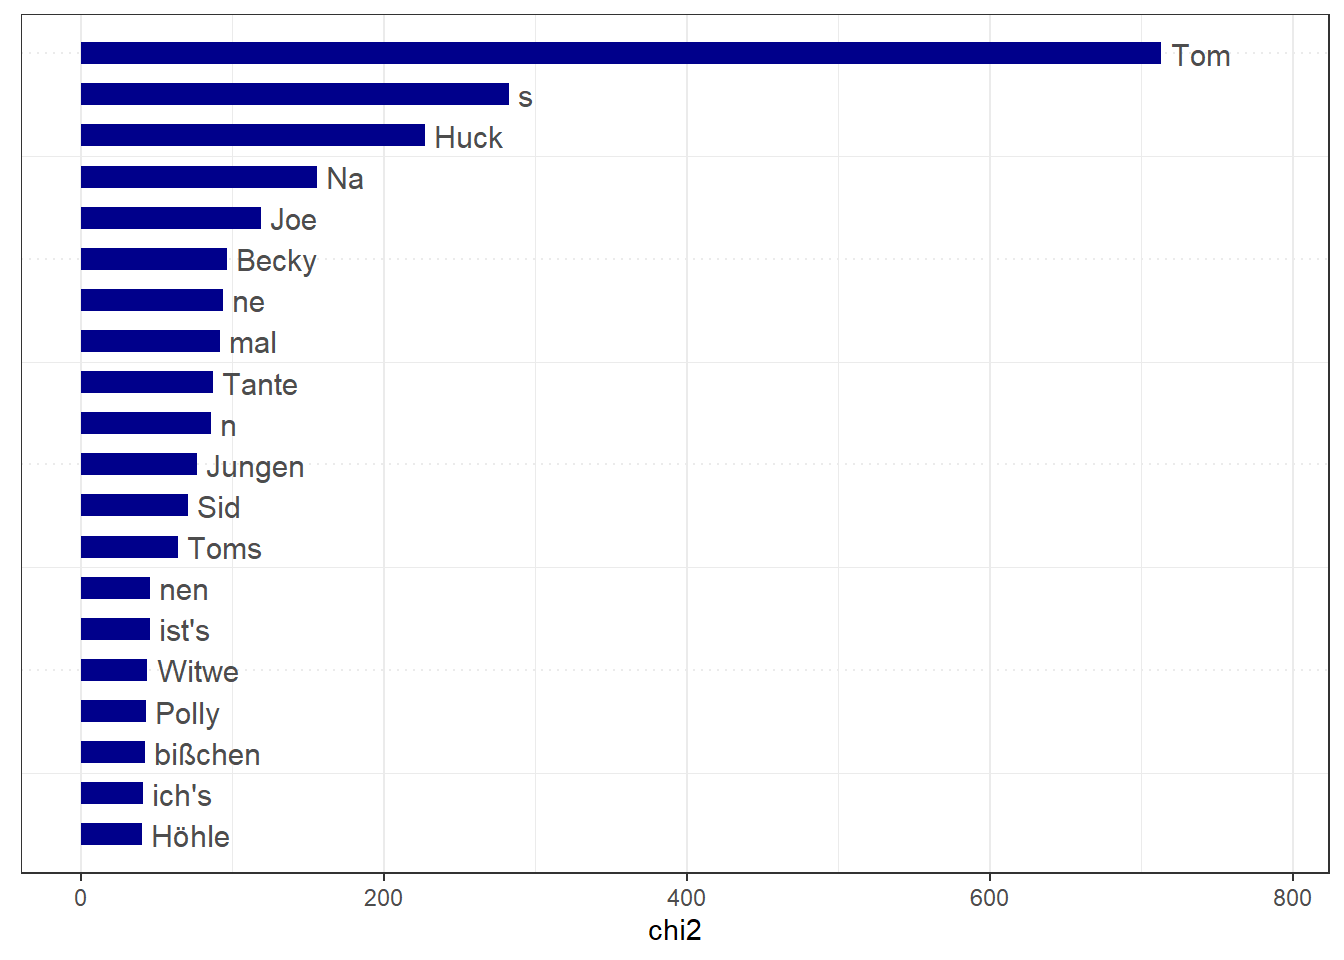 Tom
s
Huck
Na
Joe
Becky
ne
mal
Tante
n
Jungen
Sid
Toms
nen
ist's
Witwe
Polly
bißchen
ich's
Höhle
0 200 400 600 800
chi2